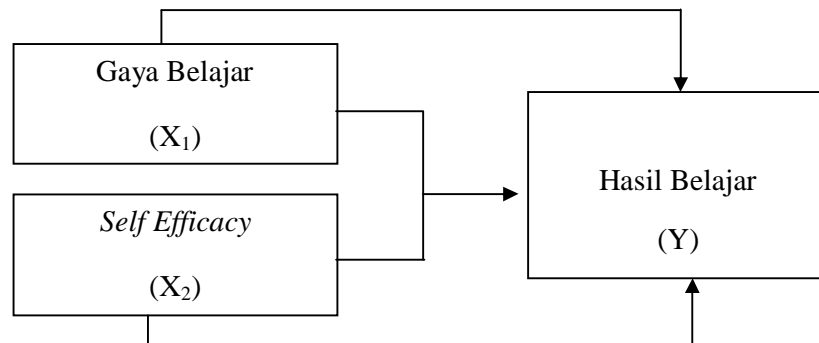 Gaya Belajar
(X₁)
Self Efficacy
(X₂)
Hasil Belajar
(Y)